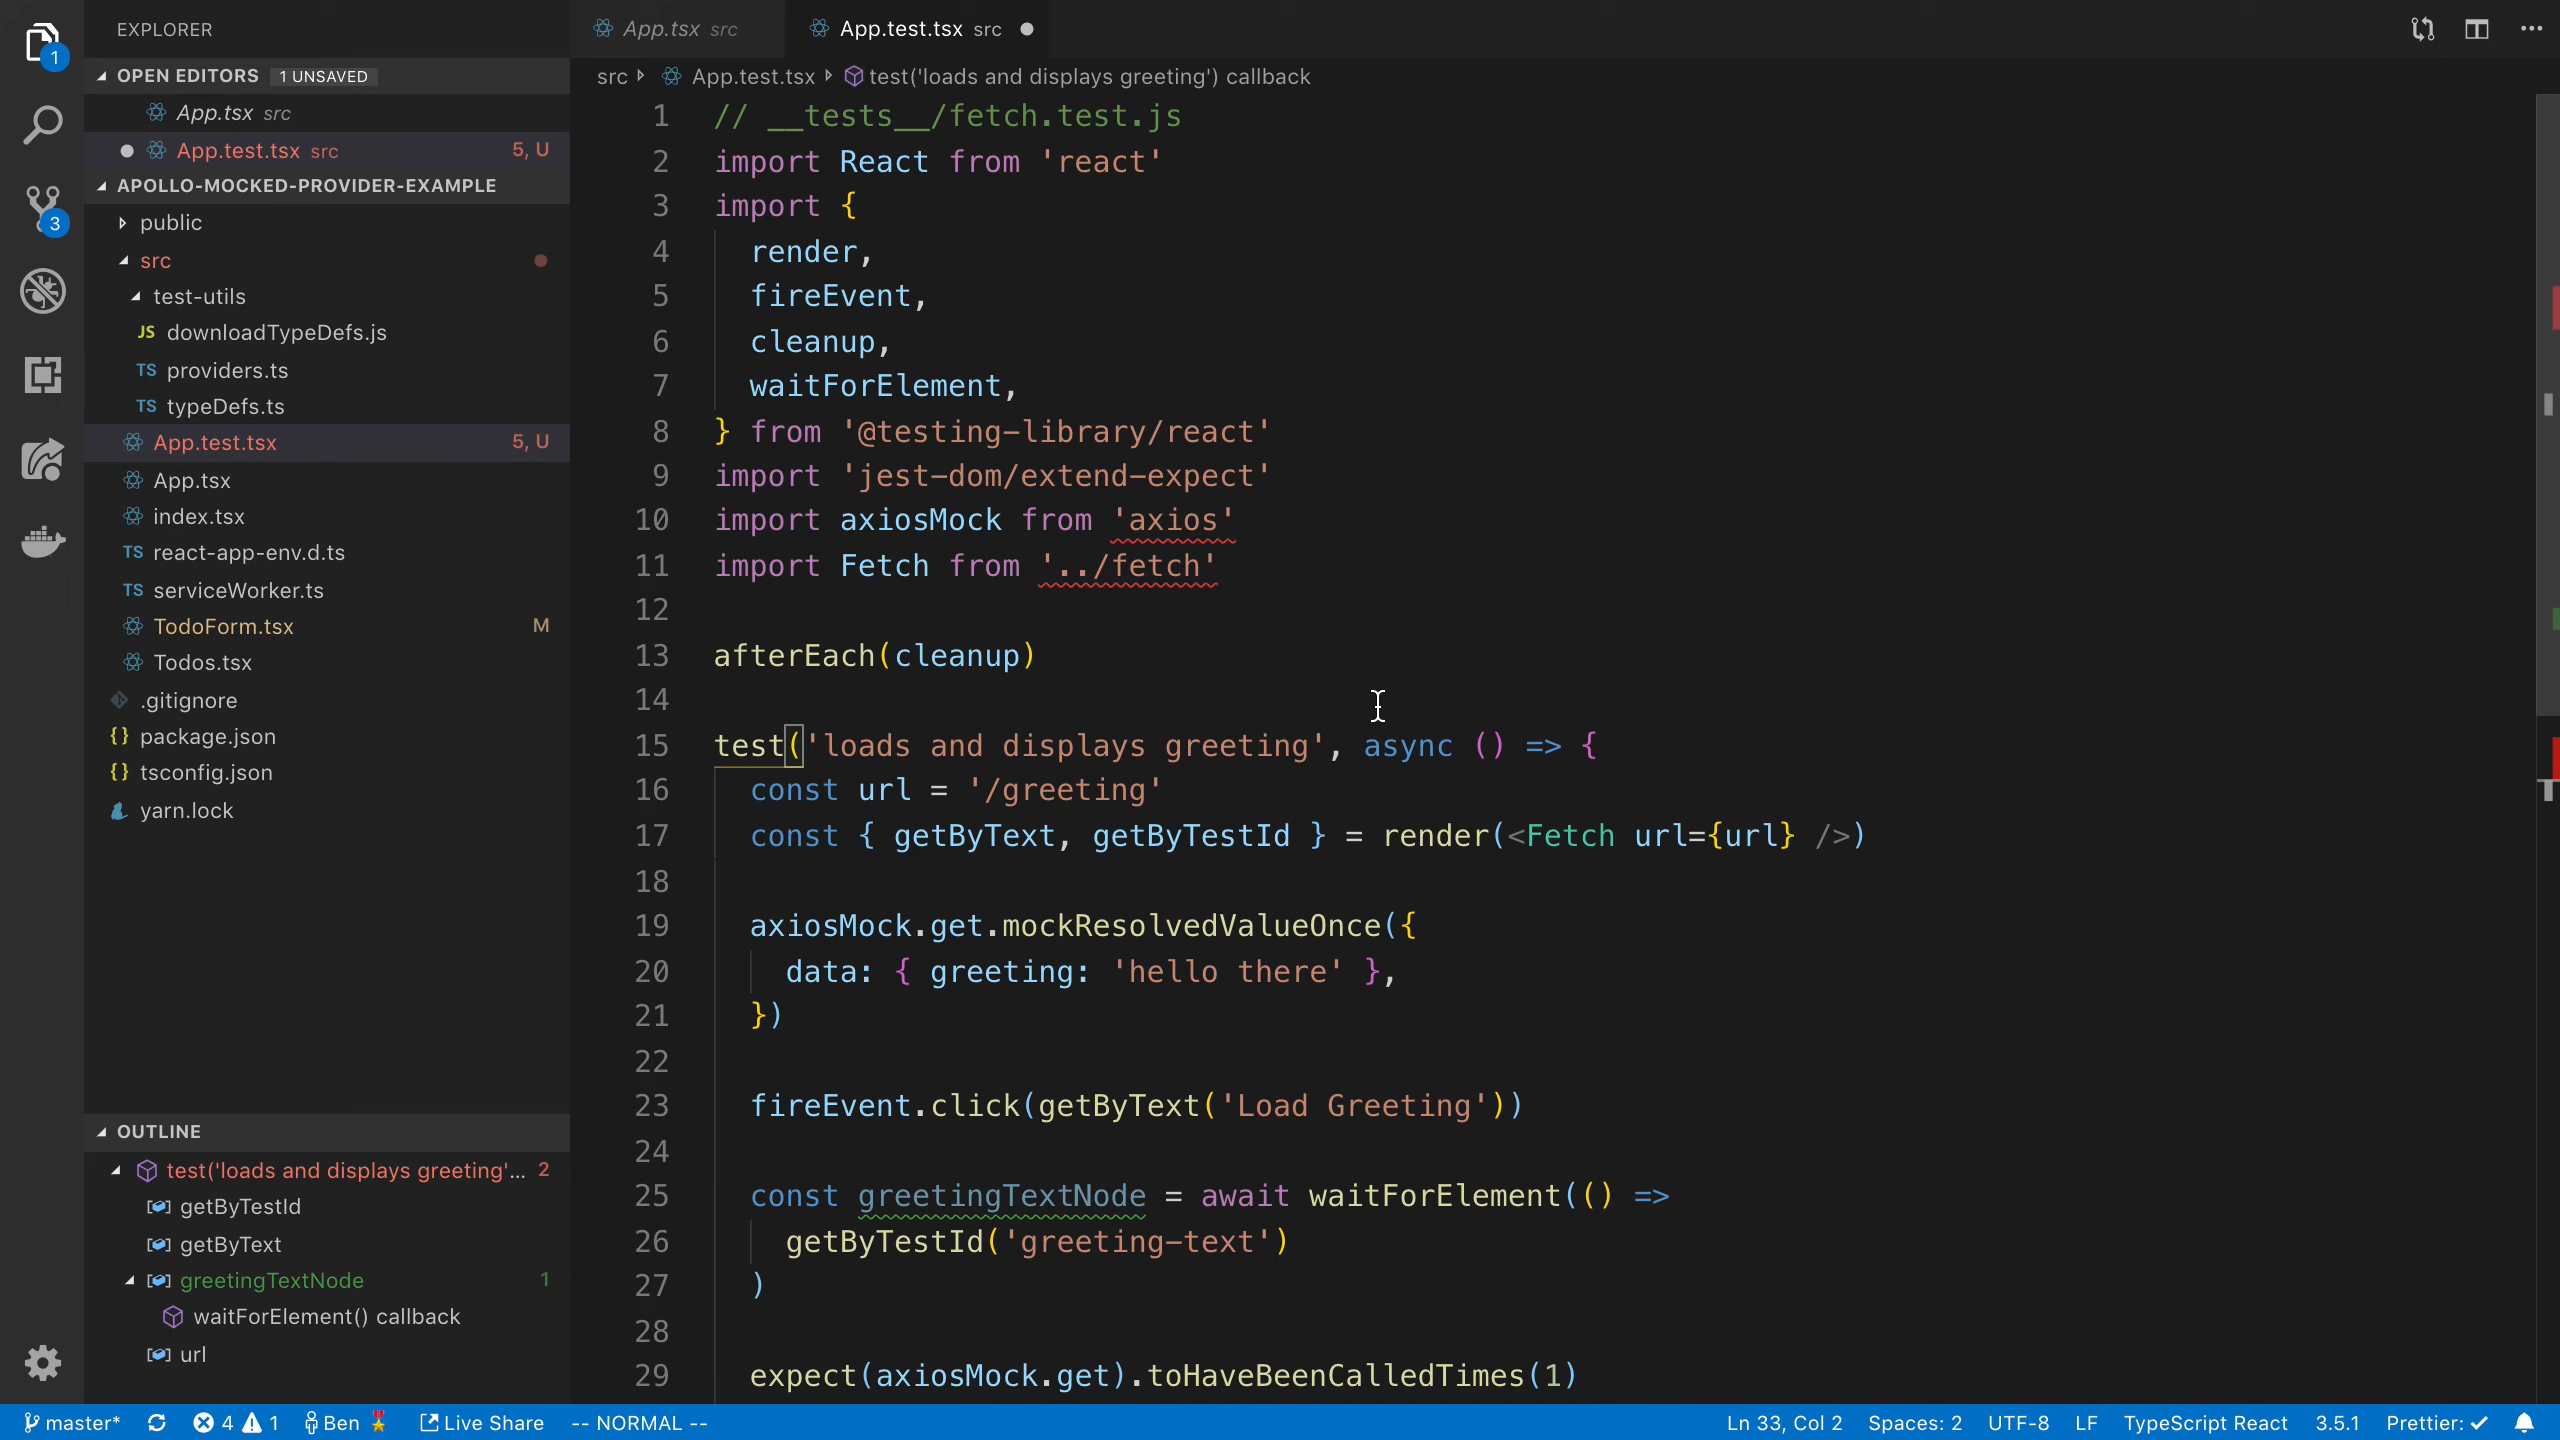 EXPLORER
App.tsx src
App.test.tsx src
1
OPEN EDITORS 1 UNSAVED
src App.test.tsx test('loads and displays greeting') callback
App.tsx src
App.test.tsx src 5, U
APOLLO-MOCKED-PROVIDER-EXAMPLE
public
3
src
test-utils
JS downloadTypeDefs.js
TS providers.ts
TS typeDefs.ts
App.test.tsx 5, U
App.tsx
index.tsx
TS react-app-env.d.ts
TS serviceWorker.ts
TodoForm.tsx M
Todos.tsx
.gitignore
{} package.json
{} tsconfig.json
yarn.lock
OUTLINE
test('loads and displays greeting'... 2
getByTestId
getByText
greetingTextNode 1
waitForElement() callback
url
1 // __tests__/fetch.test.js
2 import React from 'react'
3 import {
4 render,
5 fireEvent,
6 cleanup,
7 waitForElement,
8 } from '@testing-library/react'
9 import 'jest-dom/extend-expect'
10 import axiosMock from 'axios'
11 import Fetch from '../fetch'
12
13 afterEach(cleanup)
14
15 test('loads and displays greeting', async () => {
16 const url = '/greeting'
17 const { getByText, getByTestId } = render(<Fetch url={url} />)
18
19 axiosMock.get.mockResolvedValueOnce({
20 data: { greeting: 'hello there' },
21 })
22
23 fireEvent.click(getByText('Load Greeting'))
24
25 const greetingTextNode = await waitForElement(() =>
26 getByTestId('greeting-text')
27 )
28
29 expect(axiosMock.get).toHaveBeenCalledTimes(1)
master* 4 1 Ben Live Share -- NORMAL -- Ln 33, Col 2 Spaces: 2 UTF-8 LF TypeScript React 3.5.1 Prettier: ✓